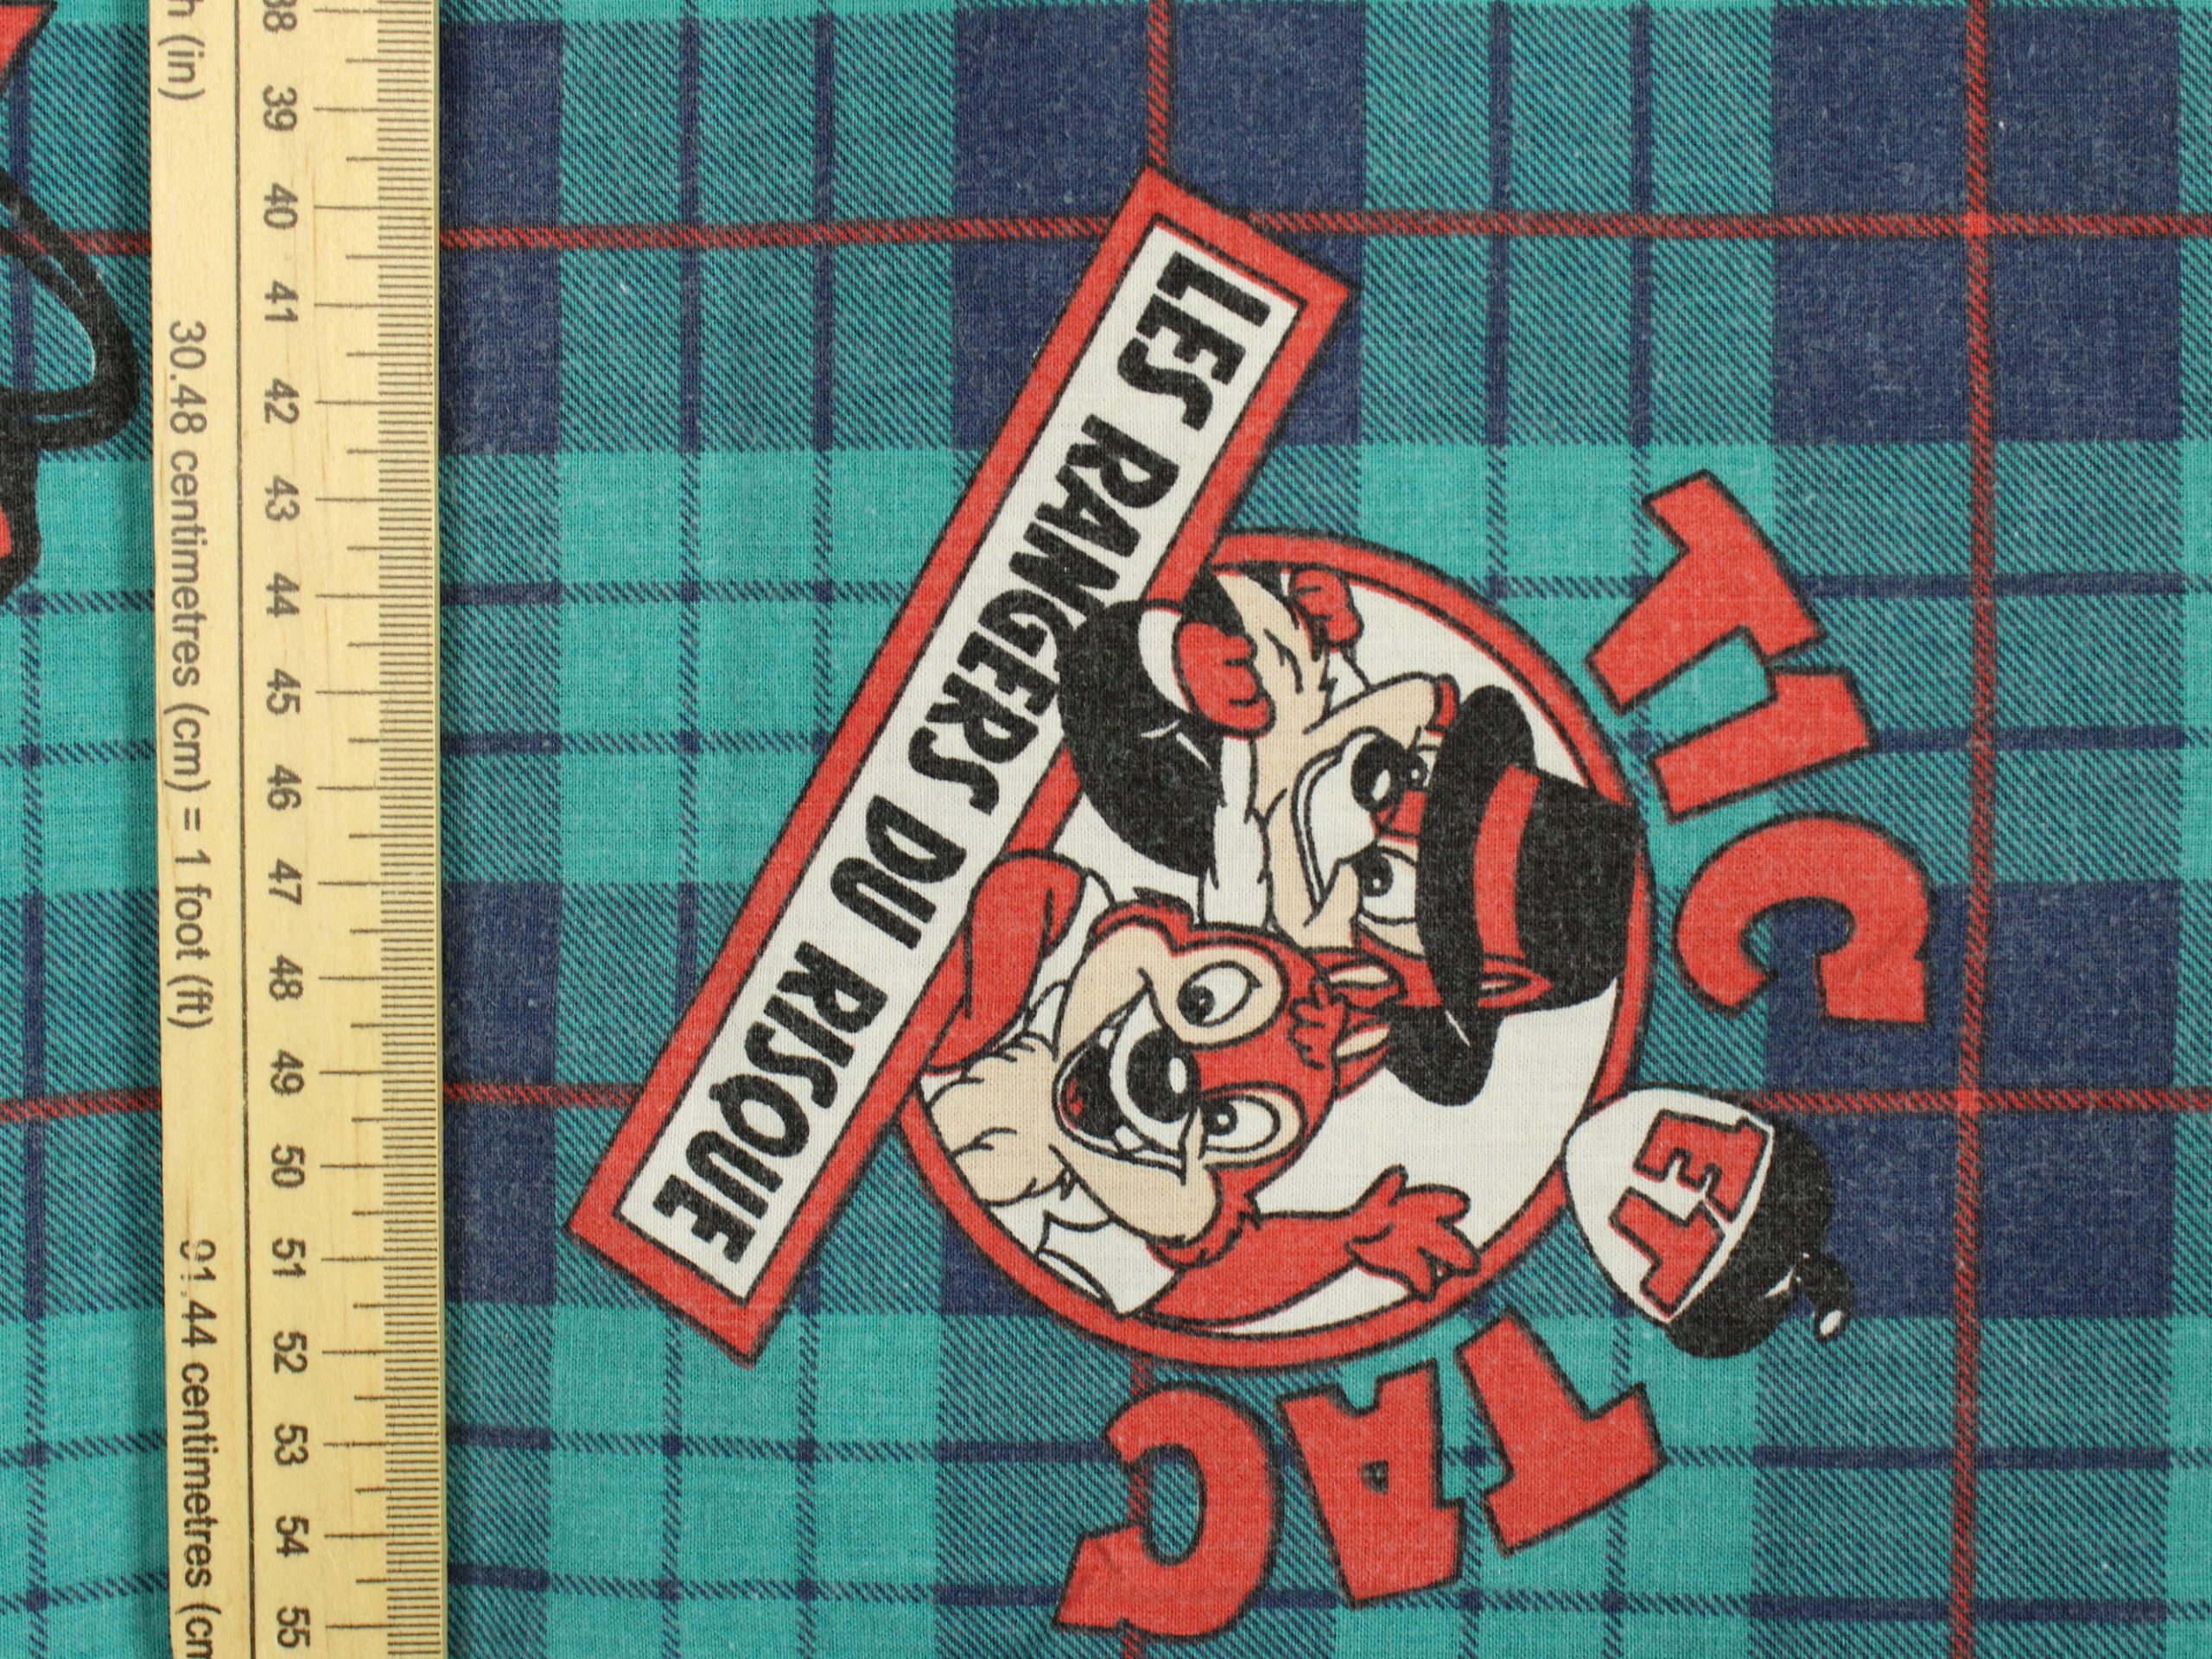 TIC
ET
TAC
LES RANGERS DU RISQUE
h (in)
30.48 centimetres (cm) = 1 foot (ft)
91.44 centimetres (cm
38 39 40 41 42 43 44 45 46 47 48 49 50 51 52 53 54 55